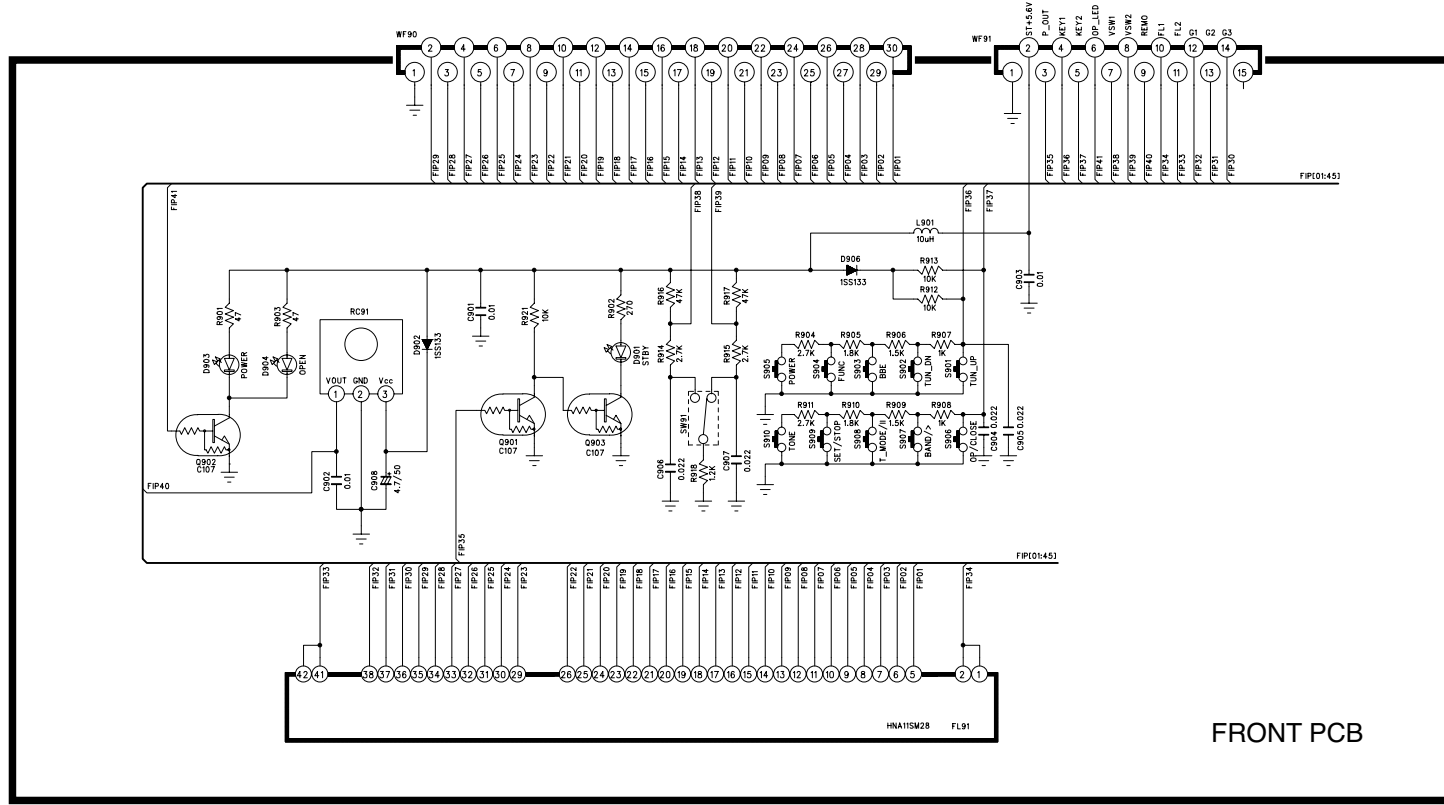 WF90
2 4 6 8 10 12 14 16 18 20 22 24 26 28 30
1 3 5 7 9 11 13 15 17 19 21 23 25 27 29
WF91
ST+5.6V
P_OUT
KEY1
KEY2
OP_LED
VSW1
VSW2
REMO
FL1
FL2
G1
G2
G3
2 4 6 8 10 12 14
1 3 5 7 9 11 13 15
FIP29
FIP28
FIP27
FIP26
FIP25
FIP24
FIP23
FIP22
FIP21
FIP20
FIP19
FIP18
FIP17
FIP16
FIP15
FIP14
FIP13
FIP12
FIP11
FIP10
FIP09
FIP08
FIP07
FIP06
FIP05
FIP04
FIP03
FIP02
FIP01
FIP35
FIP36
FIP37
FIP41
FIP38
FIP39
FIP40
FIP34
FIP33
FIP32
FIP31
FIP30
FIP[01:45]
FIP41
FIP38
FIP39
FIP36
FIP37
L901
10uH
D906
1SS133
R913
10K
R912
10K
C903
0.01
R901
47
R903
47
D903
POWER
D904
OPEN
RC91
VOUT GND Vcc
1 2 3
D902
1SS133
C901
0.01
R921
10K
R902
270
D901
STBY
R916
47K
R917
47K
R914
2.7K
R915
2.7K
SW91
C906
0.022
R918
1.2K
C907
0.022
R904
2.7K
R905
1.8K
R906
1.5K
R907
1K
S905
POWER
S904
FUNC
S903
BBE
S902
TUN_DN
S901
TUN_UP
R911
2.7K
R910
1.8K
R909
1.5K
R908
1K
S910
TONE
S909
SET/STOP
S908
T_MODE/II
S907
BAND/>
S906
OP/CLOSE
C904 0.022
C905 0.022
Q902
C107
Q901
C107
Q903
C107
C902
0.01
C908
4.7/50
+
FIP40
FIP35
FIP[01:45]
FIP33
FIP32
FIP31
FIP30
FIP29
FIP28
FIP27
FIP26
FIP25
FIP24
FIP23
FIP22
FIP21
FIP20
FIP19
FIP18
FIP17
FIP16
FIP15
FIP14
FIP13
FIP12
FIP11
FIP10
FIP09
FIP08
FIP07
FIP06
FIP05
FIP04
FIP03
FIP02
FIP01
FIP34
42 41 38 37 36 35 34 33 32 31 30 29 26 25 24 23 22 21 20 19 18 17 16 15 14 13 12 11 10 9 8 7 6 5 2 1
HNA11SM28 FL91
FRONT PCB